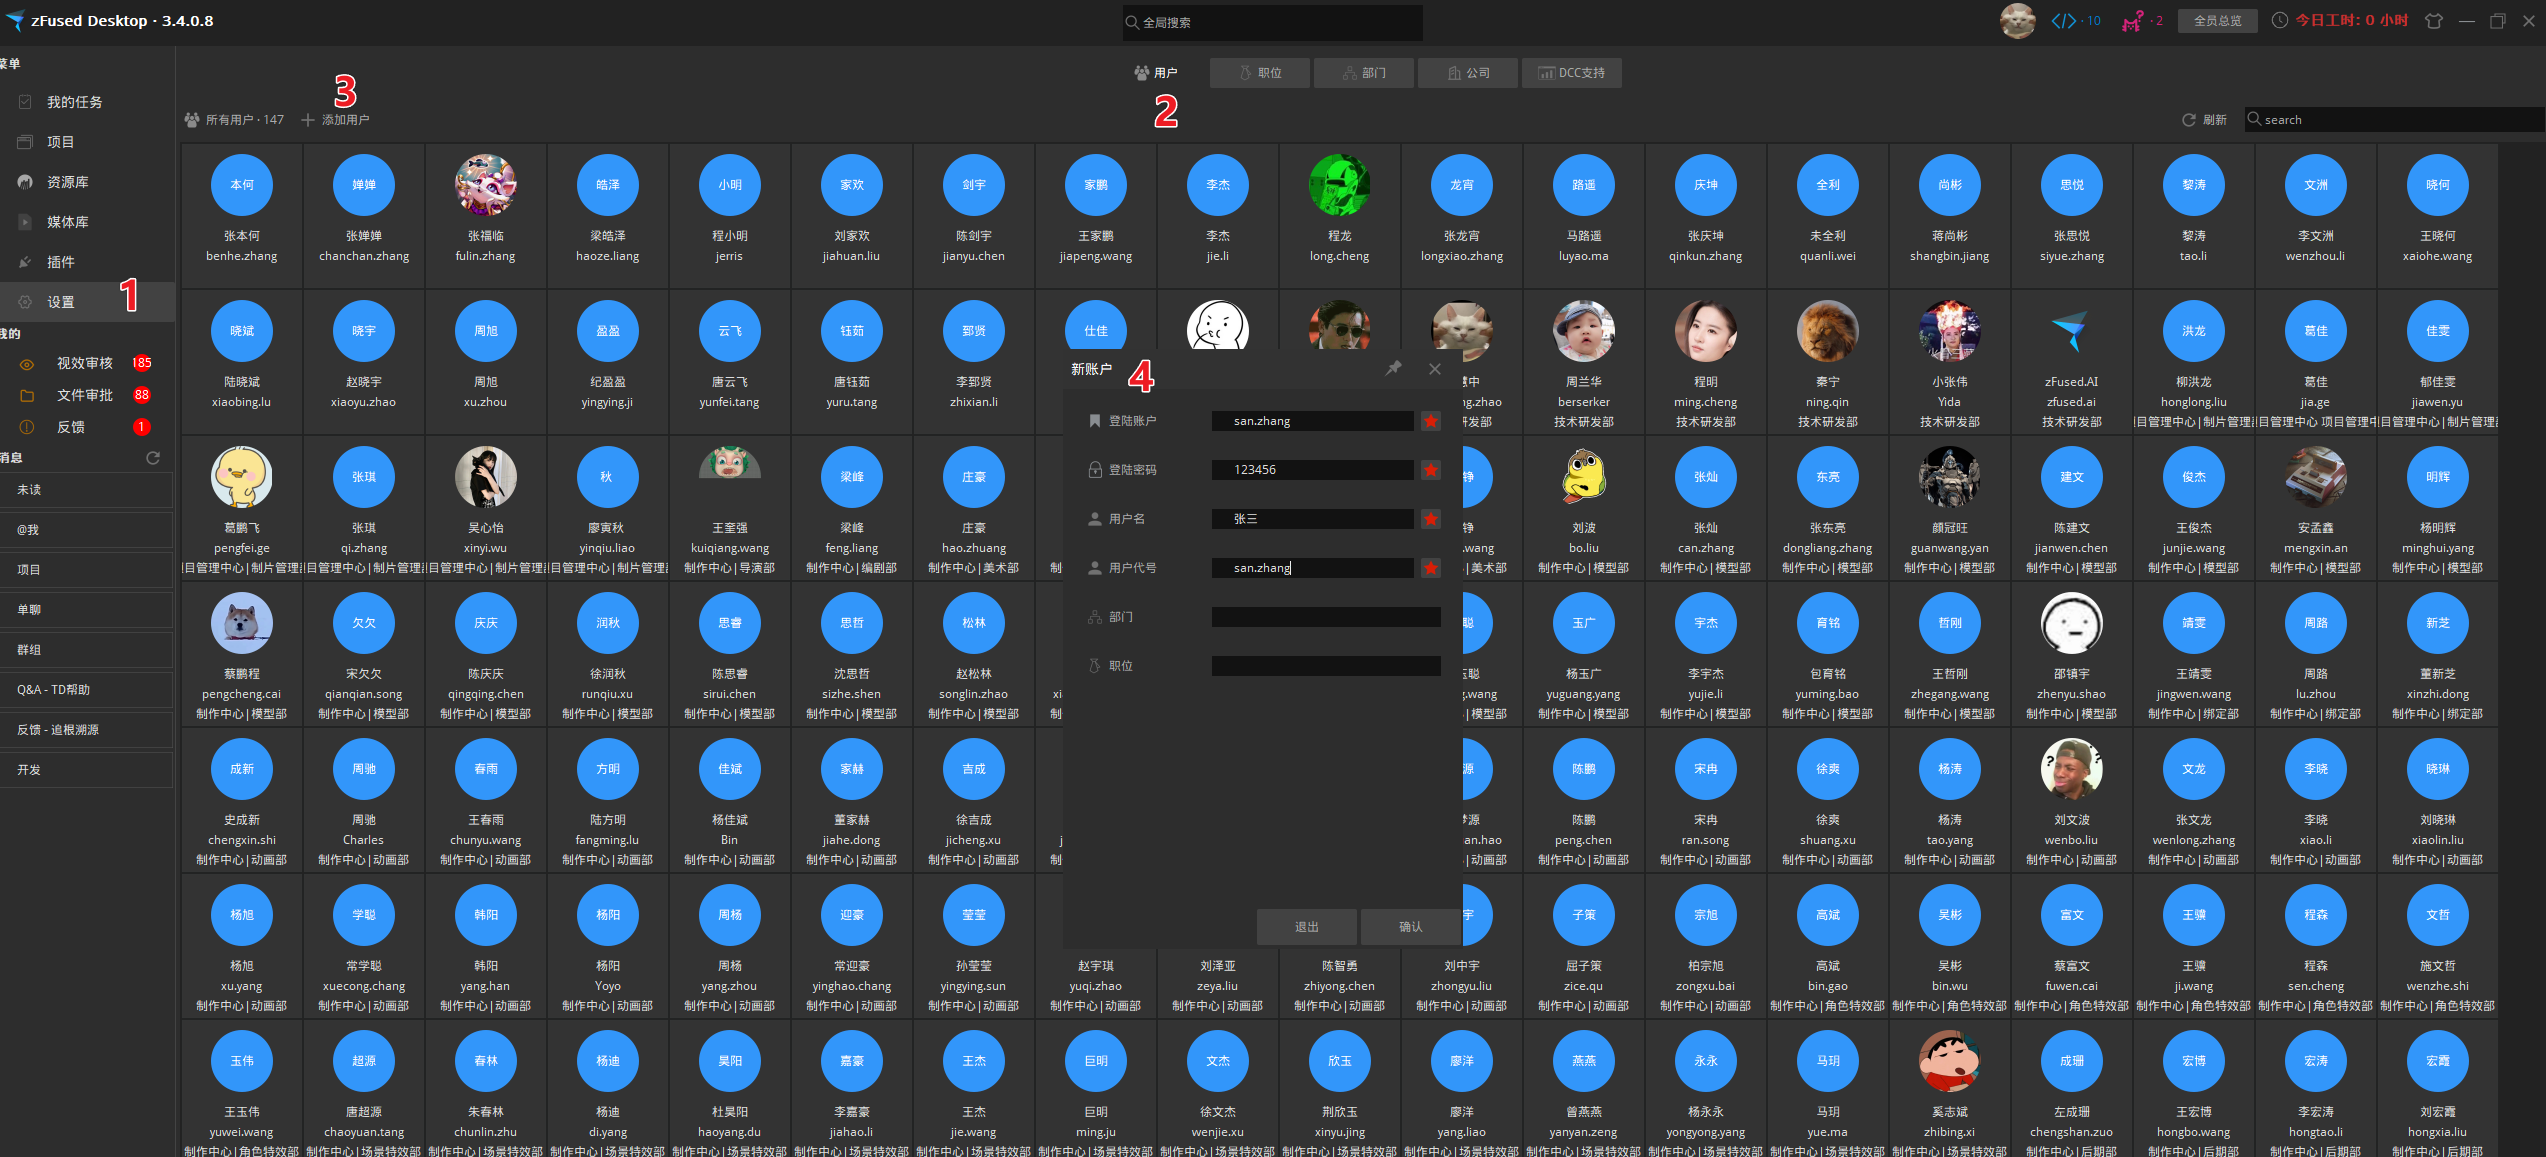 zFused Desktop · 3.4.0.8
全局搜索
</> · 10
· 2
全员总览
今日工时: 0 小时
菜单
我的任务
项目
资源库
媒体库
插件
设置
1
我的
视效审核 185
文件审批 88
反馈 1
消息
未读
@我
项目
单聊
群组
Q&A - TD帮助
反馈 - 追根溯源
开发
用户 职位 部门 公司 DCC支持
2
3
所有用户 · 147 添加用户
刷新 search
本何 婵婵 皓泽 小明 家欢 剑宇 家鹏 李杰 龙宵 路遥 庆坤 全利 尚彬 思悦 黎涛 文洲 晓何
张本何 张婵婵 张福临 梁皓泽 程小明 刘家欢 陈剑宇 王家鹏 李杰 程龙 张龙宵 马路遥 张庆坤 未全利 蒋尚彬 张思悦 黎涛 李文洲 王晓何
benhe.zhang chanchan.zhang fulin.zhang haoze.liang jerris jiahuan.liu jianyu.chen jiapeng.wang jie.li long.cheng longxiao.zhang luyao.ma qinkun.zhang quanli.wei shangbin.jiang siyue.zhang tao.li wenzhou.li xaiohe.wang
晓斌 晓宇 周旭 盈盈 云飞 钰茹 郅贤 仕佳 洪龙 葛佳 佳雯
陆晓斌 赵晓宇 周旭 纪盈盈 唐云飞 唐钰茹 李郅贤 慧中 周兰华 程明 秦宁 小张伟 zFused.AI 柳洪龙 葛佳 郁佳雯
xiaobing.lu xiaoyu.zhao xu.zhou yingying.ji yunfei.tang yuru.tang zhixian.li ng.zhao berserker ming.cheng ning.qin Yida zfused.ai honglong.liu jia.ge jiawen.yu
研发部 技术研发部 技术研发部 技术研发部 技术研发部 技术研发部 目管理中心|制片管理 目管理中心 项目管理中 目管理中心|制片管理
张琪 秋 梁峰 庄豪 铮 张灿 东亮 建文 俊杰 明辉
葛鹏飞 张琪 吴心怡 廖寅秋 王奎强 梁峰 庄豪 铮 刘波 张灿 张东亮 颜冠旺 陈建文 王俊杰 安孟鑫 杨明辉
pengfei.ge qi.zhang xinyi.wu yinqiu.liao kuiqiang.wang feng.liang hao.zhuang .wang bo.liu can.zhang dongliang.zhang guanwang.yan jianwen.chen junjie.wang mengxin.an minghui.yang
目管理中心|制片管理 目管理中心|制片管理 目管理中心|制片管理 目管理中心|制片管理 制作中心|导演部 制作中心|编剧部 制作中心|美术部 制 |美术部 制作中心|模型部 制作中心|模型部 制作中心|模型部 制作中心|模型部 制作中心|模型部 制作中心|模型部 制作中心|模型部 制作中心|模型部
欠欠 庆庆 润秋 思睿 思哲 松林 聪 玉广 宇杰 育铭 哲刚 靖雯 周路 新芝
蔡鹏程 宋欠欠 陈庆庆 徐润秋 陈思睿 沈思哲 赵松林 聪 杨玉广 李宇杰 包育铭 王哲刚 邵镇宇 王靖雯 周路 董新芝
pengcheng.cai qianqian.song qingqing.chen runqiu.xu sirui.chen sizhe.shen songlin.zhao xi g.wang yuguang.yang yujie.li yuming.bao zhegang.wang zhenyu.shao jingwen.wang lu.zhou xinzhi.dong
制作中心|模型部 制作中心|模型部 制作中心|模型部 制作中心|模型部 制作中心|模型部 制作中心|模型部 制作中心|模型部 制 |模型部 制作中心|模型部 制作中心|模型部 制作中心|模型部 制作中心|模型部 制作中心|模型部 制作中心|绑定部 制作中心|绑定部 制作中心|绑定部
成新 周驰 春雨 方明 佳斌 家赫 吉成 源 陈鹏 宋冉 徐爽 杨涛 文龙 李晓 晓琳
史成新 周驰 王春雨 陆方明 杨佳斌 董家赫 徐吉成 源 陈鹏 宋冉 徐爽 杨涛 刘文波 张文龙 李晓 刘晓琳
chengxin.shi Charles chunyu.wang fangming.lu Bin jiahe.dong jicheng.xu j an.hao peng.chen ran.song shuang.xu tao.yang wenbo.liu wenlong.zhang xiao.li xiaolin.liu
制作中心|动画部 制作中心|动画部 制作中心|动画部 制作中心|动画部 制作中心|动画部 制作中心|动画部 制作中心|动画部 制 |动画部 制作中心|动画部 制作中心|动画部 制作中心|动画部 制作中心|动画部 制作中心|动画部 制作中心|动画部 制作中心|动画部 制作中心|动画部
杨旭 学聪 韩阳 杨阳 周杨 迎豪 莹莹 宇 子策 宗旭 高斌 吴彬 富文 王骥 程森 文哲
杨旭 常学聪 韩阳 杨阳 周杨 常迎豪 孙莹莹 赵宇琪 刘泽亚 陈智勇 刘中宇 屈子策 柏宗旭 高斌 吴彬 蔡富文 王骥 程森 施文哲
xu.yang xuecong.chang yang.han Yoyo yang.zhou yinghao.chang yingying.sun yuqi.zhao zeya.liu zhiyong.chen zhongyu.liu zice.qu zongxu.bai bin.gao bin.wu fuwen.cai ji.wang sen.cheng wenzhe.shi
制作中心|动画部 制作中心|动画部 制作中心|动画部 制作中心|动画部 制作中心|动画部 制作中心|动画部 制作中心|动画部 制作中心|动画部 制作中心|动画部 制作中心|动画部 制作中心|动画部 制作中心|动画部 制作中心|动画部 制作中心|角色特效部 制作中心|角色特效部 制作中心|角色特效部 制作中心|角色特效部 制作中心|角色特效部 制作中心|角色特效部
玉伟 超源 春林 杨迪 昊阳 嘉豪 王杰 巨明 文杰 欣玉 廖洋 燕燕 永永 马玥 成珊 宏博 宏涛 宏霞
王玉伟 唐超源 朱春林 杨迪 杜昊阳 李嘉豪 王杰 巨明 徐文杰 荆欣玉 廖洋 曾燕燕 杨永永 马玥 奚志斌 左成珊 王宏博 李宏涛 刘宏霞
yuwei.wang chaoyuan.tang chunlin.zhu di.yang haoyang.du jiahao.li jie.wang ming.ju wenjie.xu xinyu.jing yang.liao yanyan.zeng yongyong.yang yue.ma zhibing.xi chengshan.zuo hongbo.wang hongtao.li hongxia.liu
制作中心|角色特效部 制作中心|场景特效部 制作中心|场景特效部 制作中心|场景特效部 制作中心|场景特效部 制作中心|场景特效部 制作中心|场景特效部 制作中心|场景特效部 制作中心|场景特效部 制作中心|场景特效部 制作中心|场景特效部 制作中心|场景特效部 制作中心|场景特效部 制作中心|场景特效部 制作中心|场景特效部 制作中心|后期部 制作中心|后期部 制作中心|后期部 制作中心|后期部
新账户 4
登陆账户 san.zhang
登陆密码 123456
用户名 张三
用户代号 san.zhang
部门
职位
退出 确认